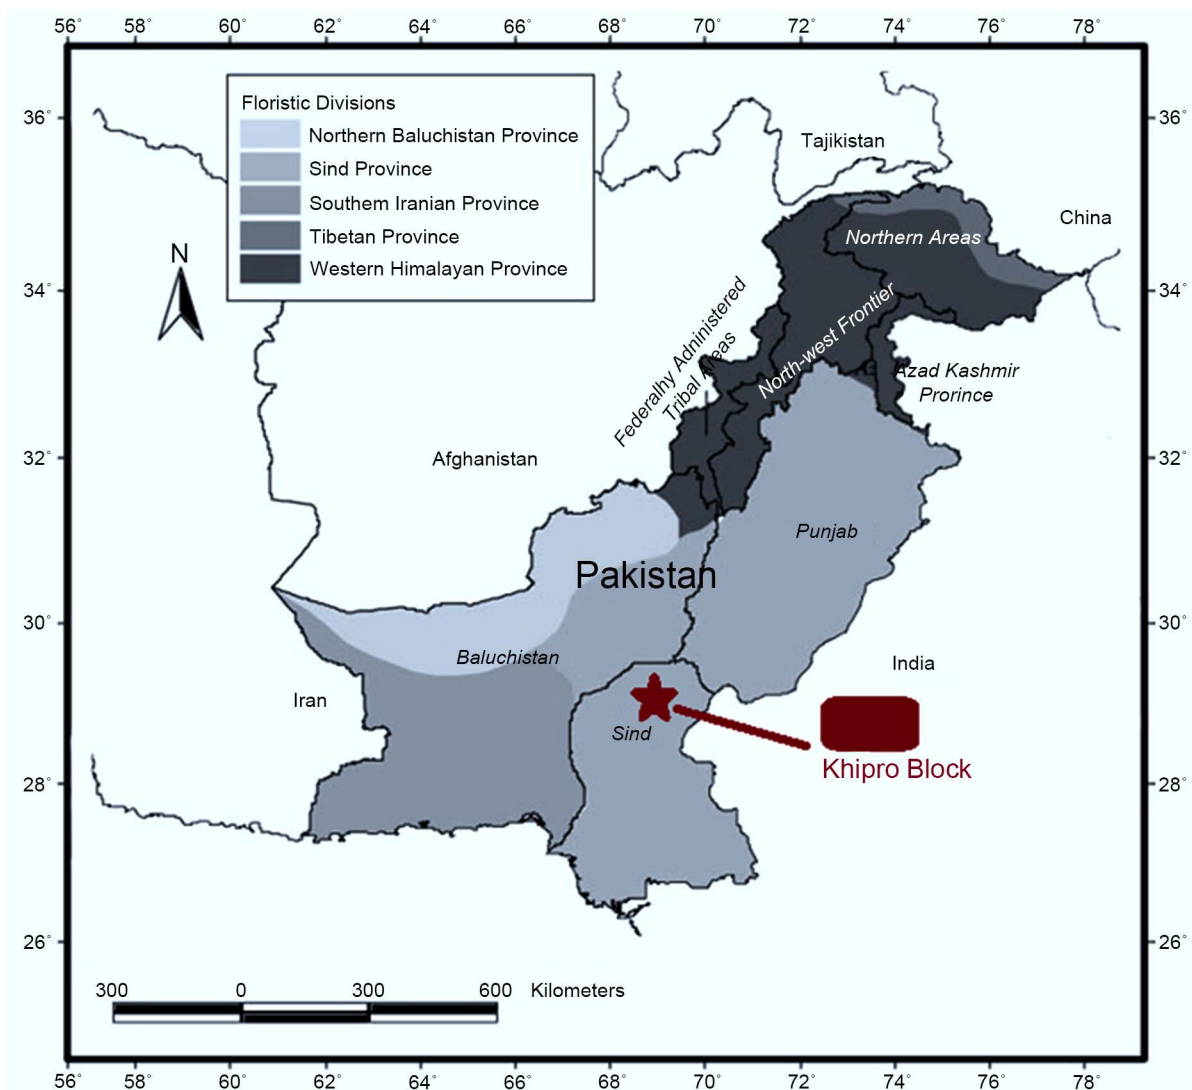 56° 58° 60° 62° 64° 66° 68° 70° 72° 74° 76° 78°
Floristic Divisions
Northern Baluchistan Province
Sind Province
Southem Iranian Province
Tibetan Province
Western Himalayan Province
36°
36°
Tajikistan
China
Northern Areas
N
34°
34°
Federalhy Adninistered
Tribal Areas
North-west Frontier
Azad Kashmir
Prorince
32°
Afghanistan
32°
Punjab
Pakistan
30°
30°
Baluchistan
India
Iran
Sind
Khipro Block
28°
28°
26°
26°
300 0 300 600 Kilometers
56° 58° 60° 62° 64° 66° 68° 70° 72° 74° 76° 78°